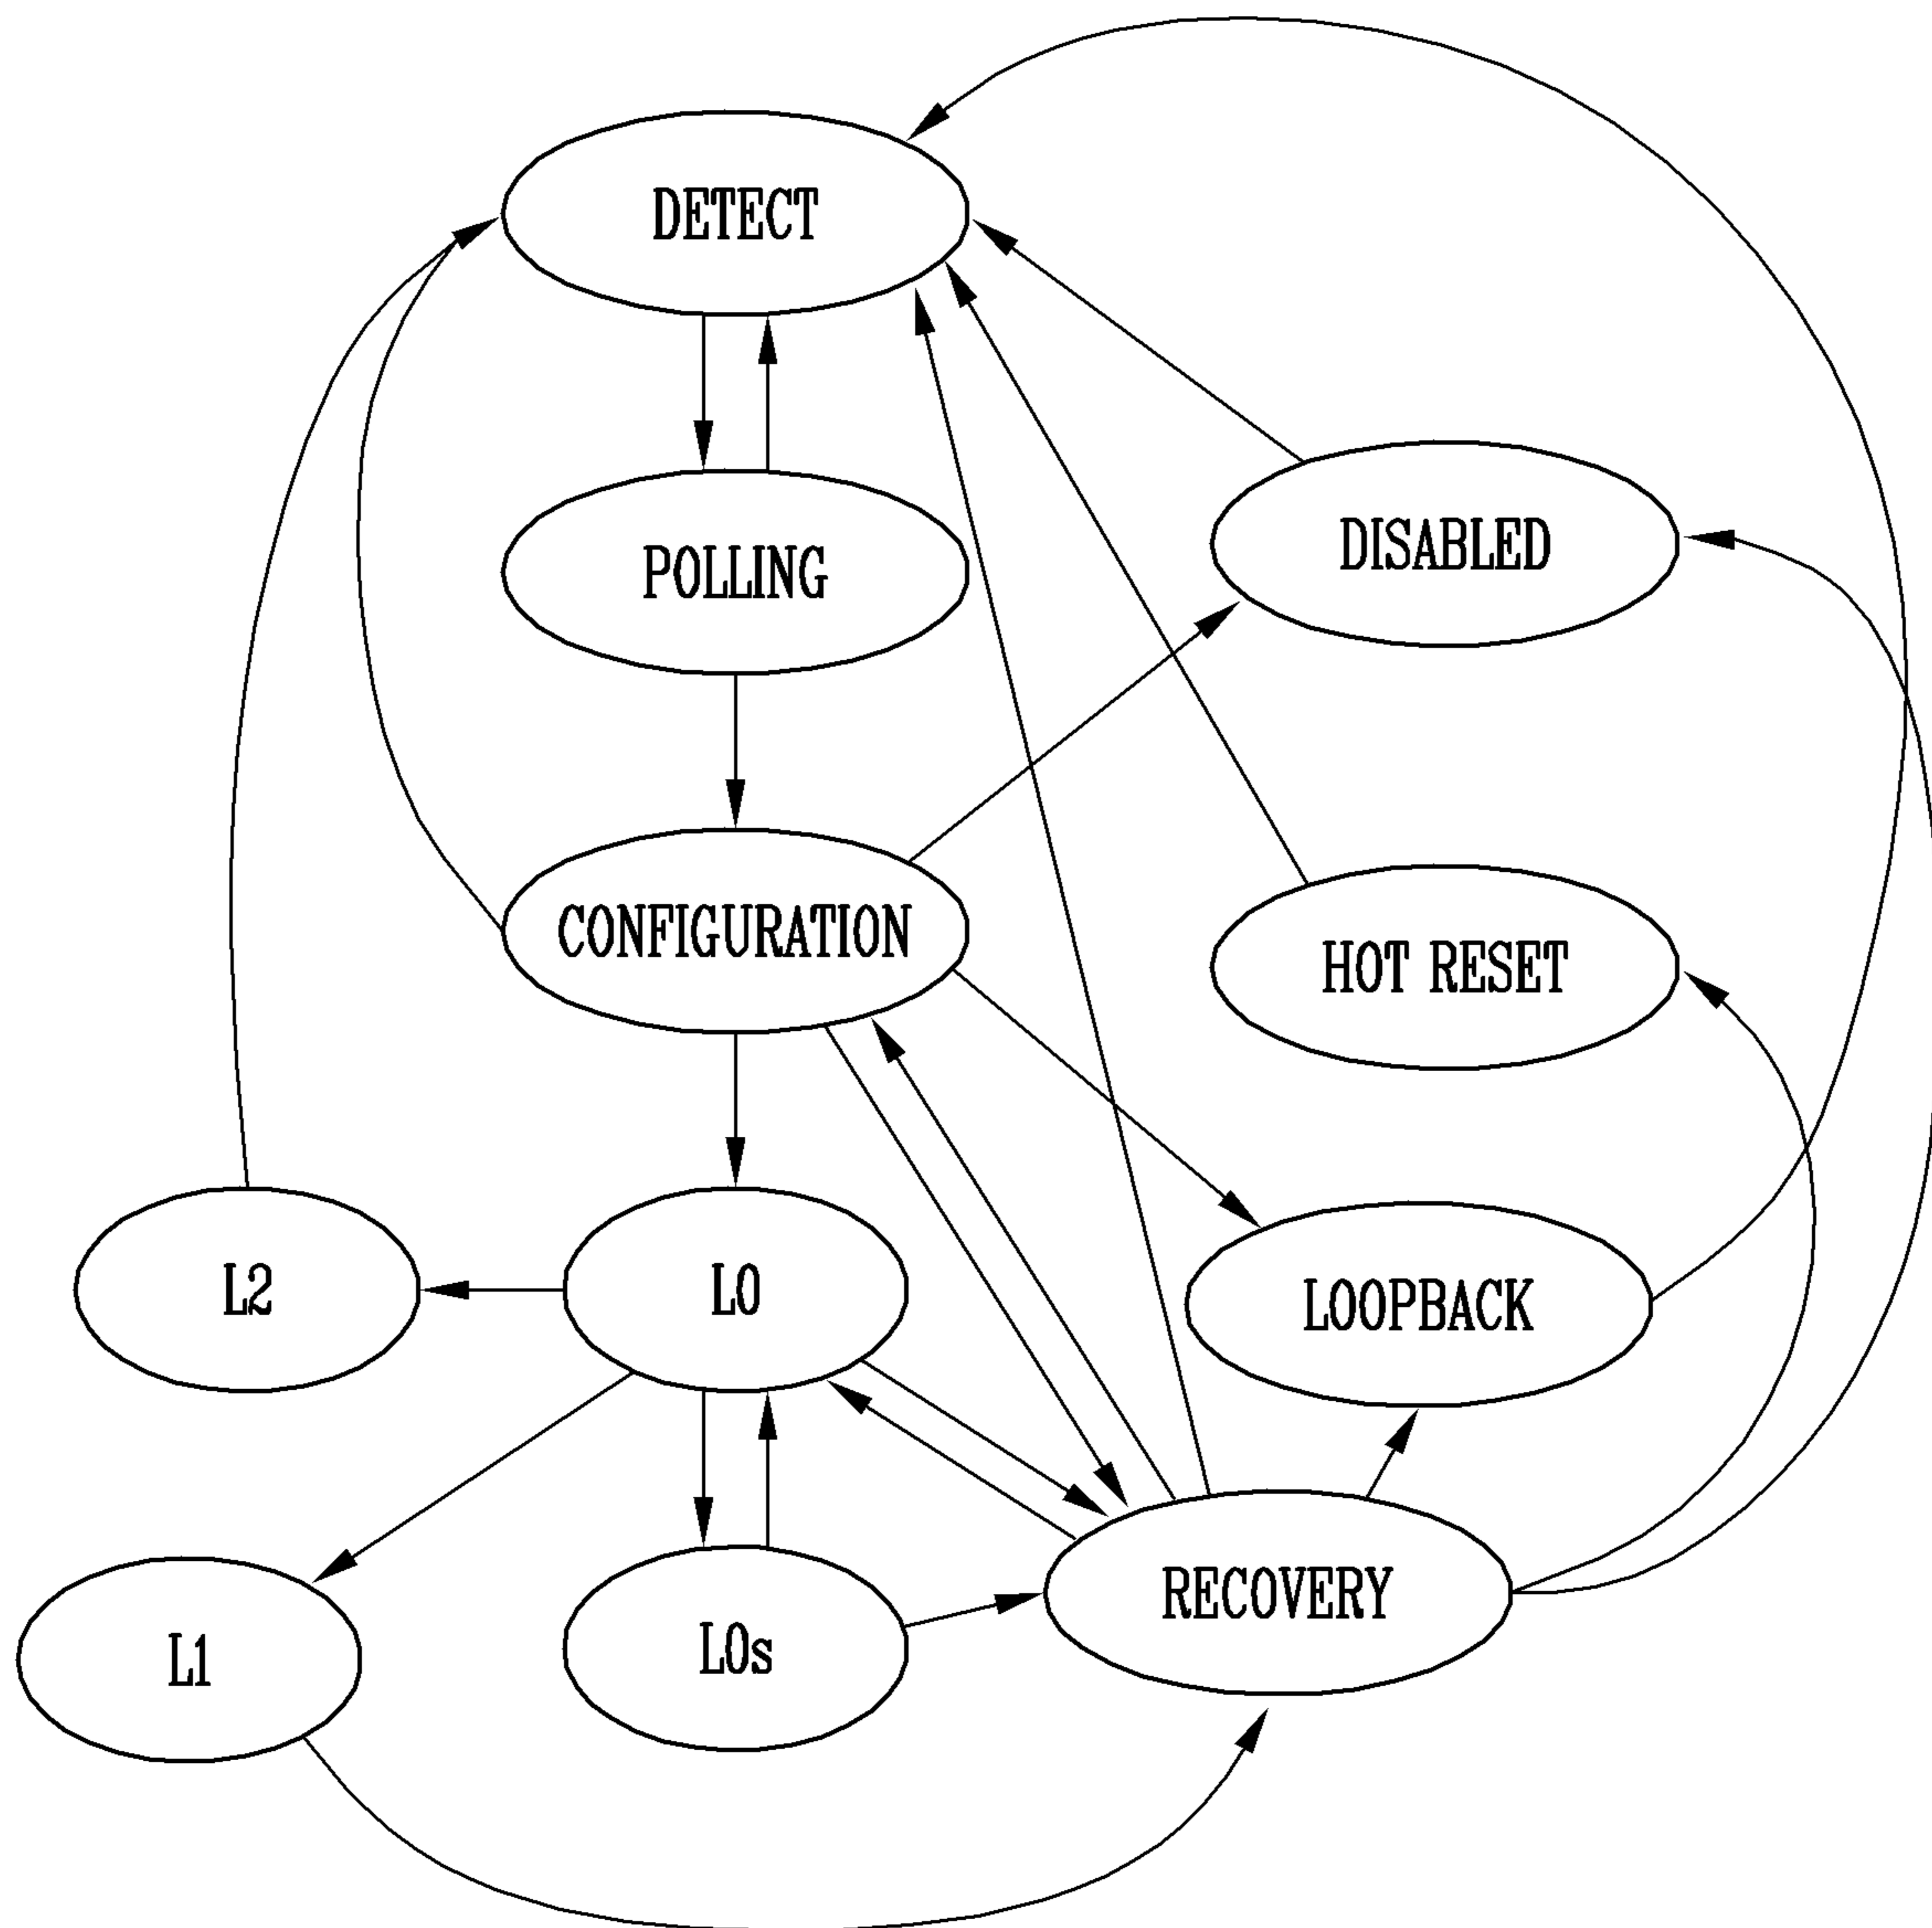 DETECT
POLLING
DISABLED
CONFIGURATION
HOT RESET
L2
L0
LOOPBACK
RECOVERY
L1
L0s